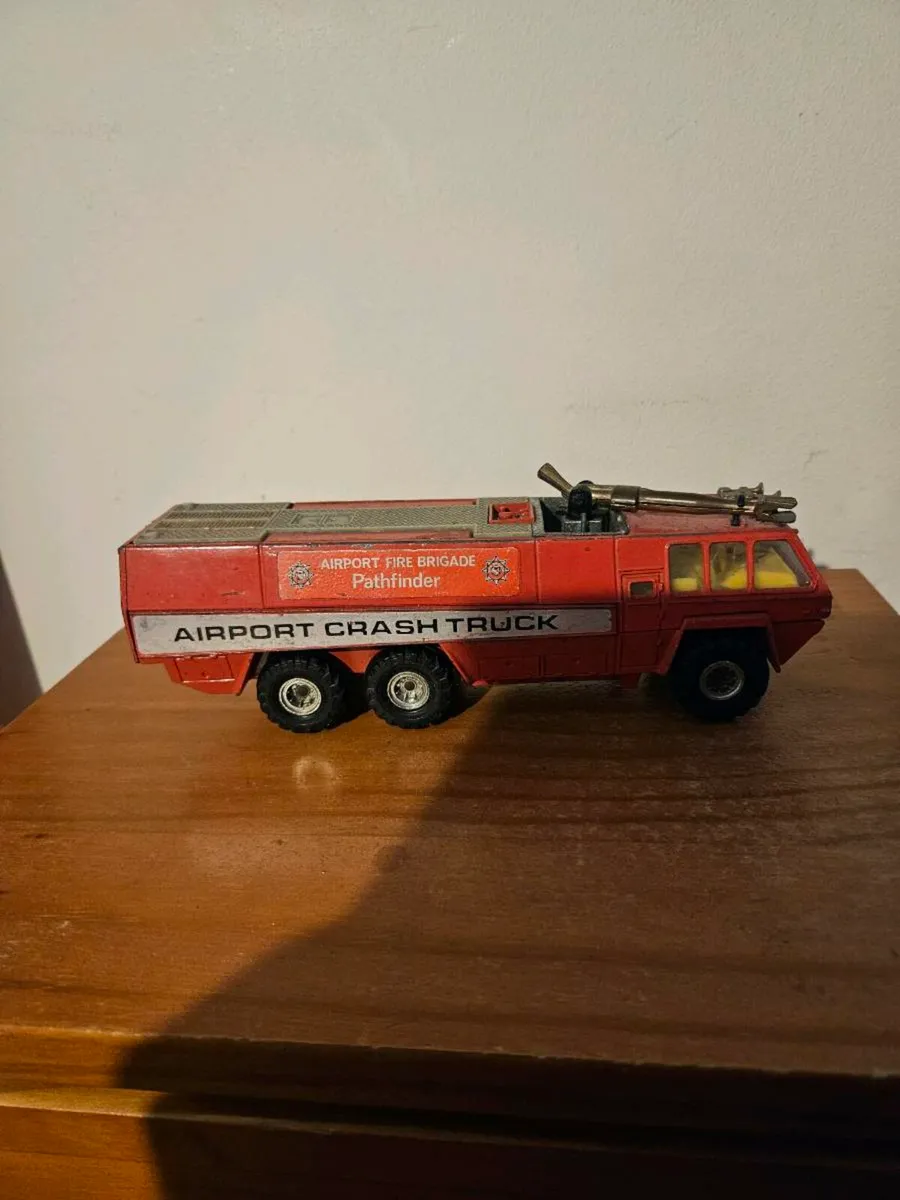 AIRPORT FIRE BRIGADE
Pathfinder
AIRPORT CRASH TRUCK